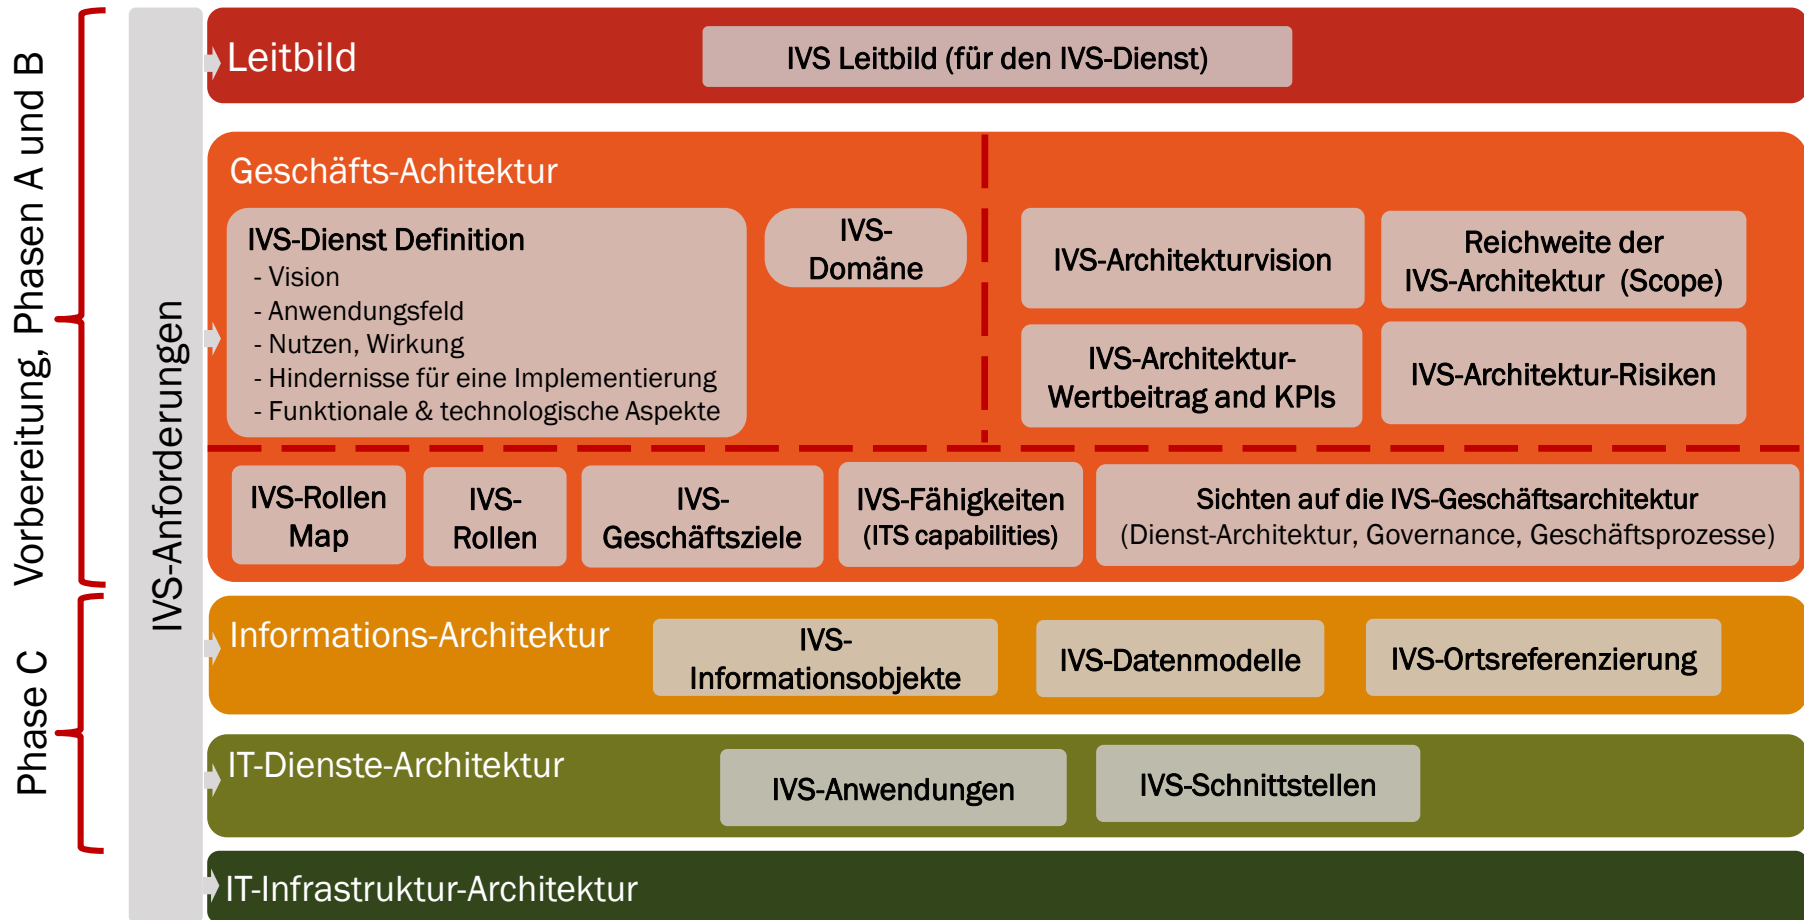 Vorbereitung, Phasen A und B
Phase C
IVS-Anforderungen
Leitbild
IVS Leitbild (für den IVS-Dienst)
Geschäfts-Achitektur
IVS-Dienst Definition
- Vision
- Anwendungsfeld
- Nutzen, Wirkung
- Hindernisse für eine Implementierung
- Funktionale & technologische Aspekte
IVS-
Domäne
IVS-Architekturvision
Reichweite der
IVS-Architektur (Scope)
IVS-Architektur-
Wertbeitrag and KPIs
IVS-Architektur-Risiken
IVS-Rollen
Map
IVS-
Rollen
IVS-
Geschäftsziele
IVS-Fähigkeiten
(ITS capabilities)
Sichten auf die IVS-Geschäftsarchitektur
(Dienst-Architektur, Governance, Geschäftsprozesse)
Informations-Architektur
IVS-
Informationsobjekte
IVS-Datenmodelle
IVS-Ortsreferenzierung
IT-Dienste-Architektur
IVS-Anwendungen
IVS-Schnittstellen
IT-Infrastruktur-Architektur